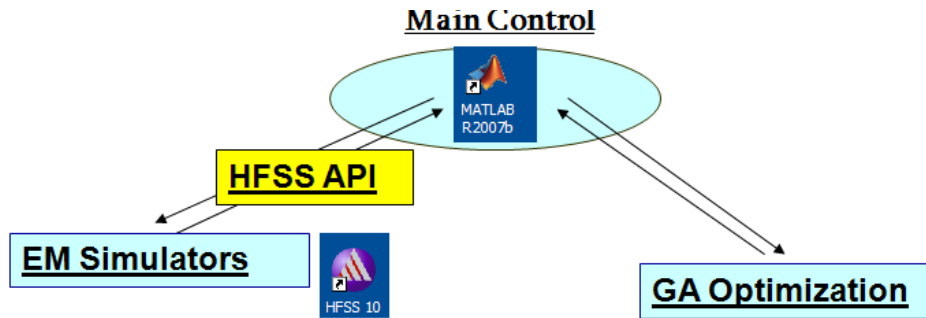 Main Control
MATLAB
R2007b
HFSS API
EM Simulators
HFSS 10
GA Optimization